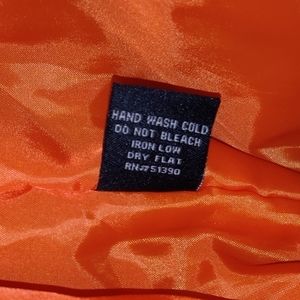 HAND WASH COLD
DO NOT BLEACH
IRON LOW
DRY FLAT
RN#51390